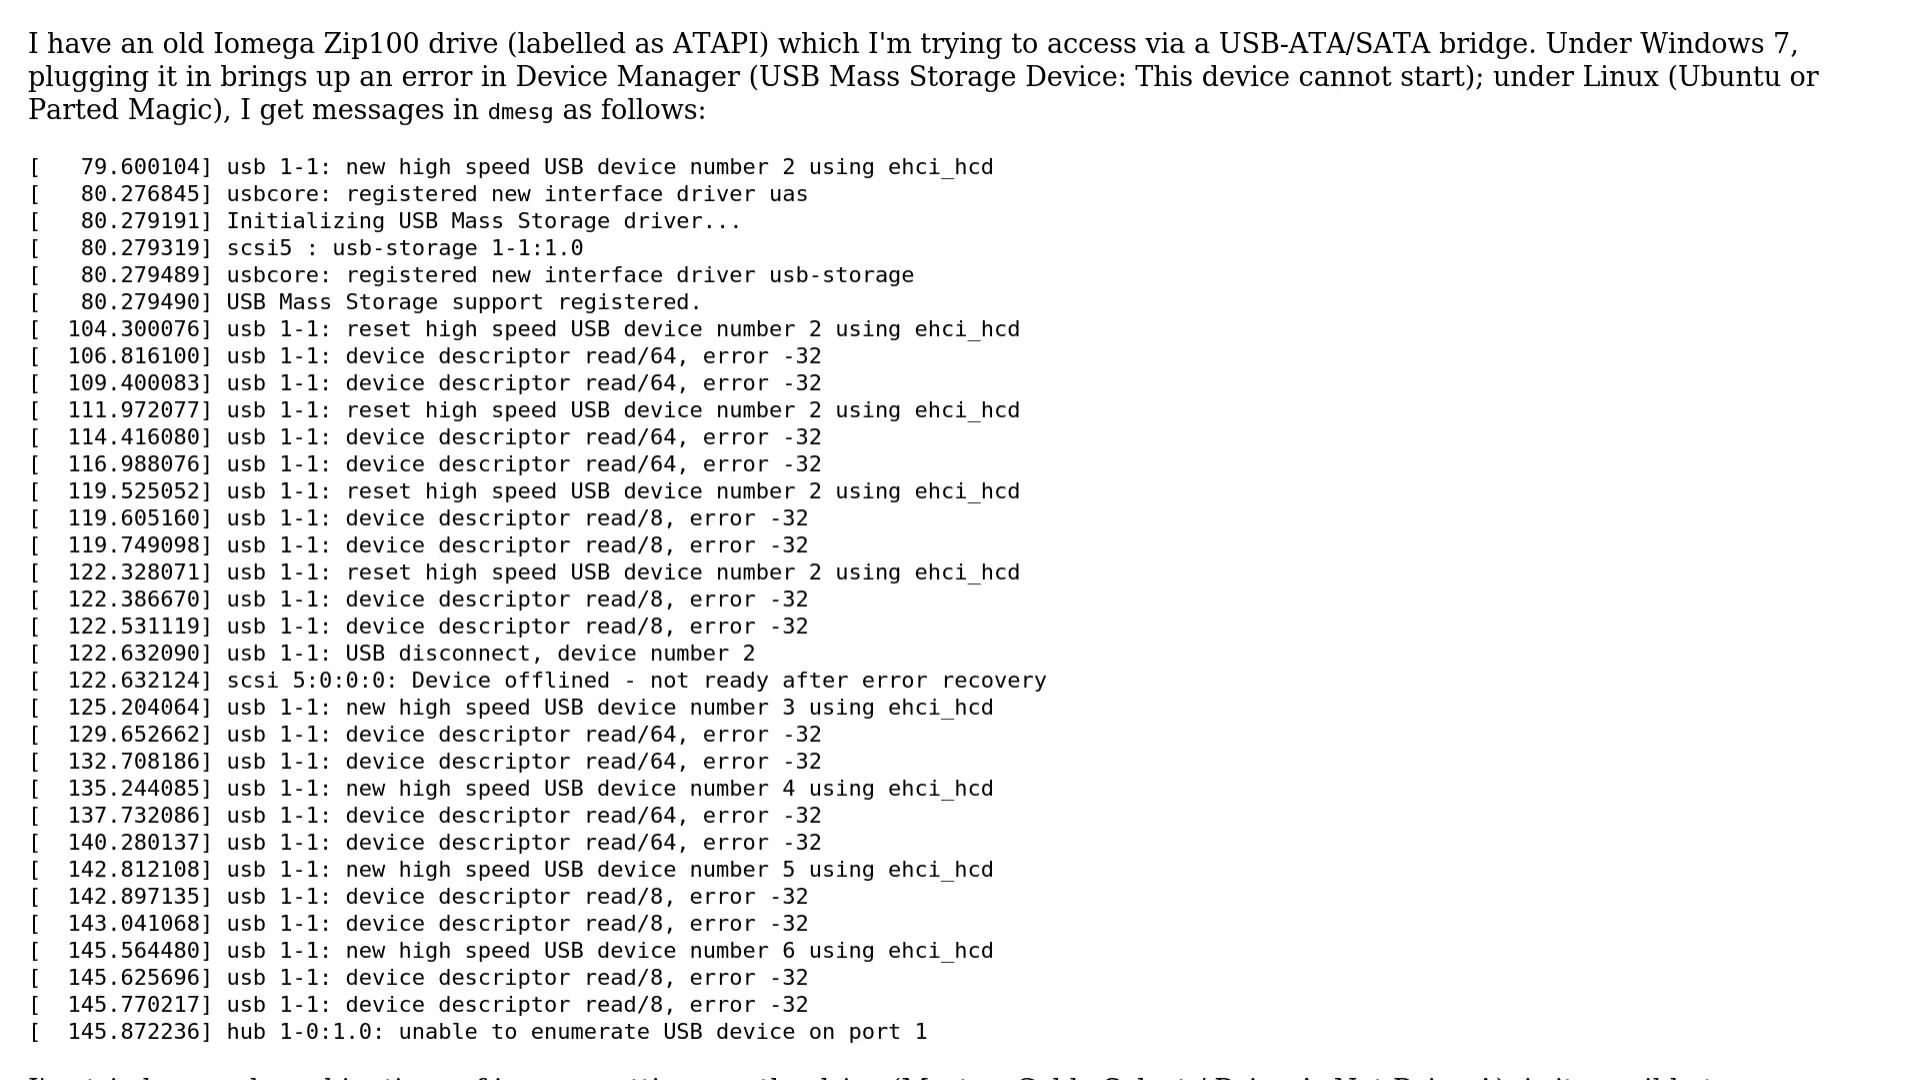 I have an old Iomega Zip100 drive (labelled as ATAPI) which I'm trying to access via a USB-ATA/SATA bridge. Under Windows 7,
plugging it in brings up an error in Device Manager (USB Mass Storage Device: This device cannot start); under Linux (Ubuntu or
Parted Magic), I get messages in dmesg as follows:
[   79.600104] usb 1-1: new high speed USB device number 2 using ehci_hcd
[   80.276845] usbcore: registered new interface driver uas
[   80.279191] Initializing USB Mass Storage driver...
[   80.279319] scsi5 : usb-storage 1-1:1.0
[   80.279489] usbcore: registered new interface driver usb-storage
[   80.279490] USB Mass Storage support registered.
[  104.300076] usb 1-1: reset high speed USB device number 2 using ehci_hcd
[  106.816100] usb 1-1: device descriptor read/64, error -32
[  109.400083] usb 1-1: device descriptor read/64, error -32
[  111.972077] usb 1-1: reset high speed USB device number 2 using ehci_hcd
[  114.416080] usb 1-1: device descriptor read/64, error -32
[  116.988076] usb 1-1: device descriptor read/64, error -32
[  119.525052] usb 1-1: reset high speed USB device number 2 using ehci_hcd
[  119.605160] usb 1-1: device descriptor read/8, error -32
[  119.749098] usb 1-1: device descriptor read/8, error -32
[  122.328071] usb 1-1: reset high speed USB device number 2 using ehci_hcd
[  122.386670] usb 1-1: device descriptor read/8, error -32
[  122.531119] usb 1-1: device descriptor read/8, error -32
[  122.632090] usb 1-1: USB disconnect, device number 2
[  122.632124] scsi 5:0:0:0: Device offlined - not ready after error recovery
[  125.204064] usb 1-1: new high speed USB device number 3 using ehci_hcd
[  129.652662] usb 1-1: device descriptor read/64, error -32
[  132.708186] usb 1-1: device descriptor read/64, error -32
[  135.244085] usb 1-1: new high speed USB device number 4 using ehci_hcd
[  137.732086] usb 1-1: device descriptor read/64, error -32
[  140.280137] usb 1-1: device descriptor read/64, error -32
[  142.812108] usb 1-1: new high speed USB device number 5 using ehci_hcd
[  142.897135] usb 1-1: device descriptor read/8, error -32
[  143.041068] usb 1-1: device descriptor read/8, error -32
[  145.564480] usb 1-1: new high speed USB device number 6 using ehci_hcd
[  145.625696] usb 1-1: device descriptor read/8, error -32
[  145.770217] usb 1-1: device descriptor read/8, error -32
[  145.872236] hub 1-0:1.0: unable to enumerate USB device on port 1